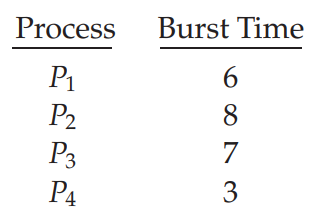 Process Burst Time
P₁ 6
P₂ 8
P₃ 7
P₄ 3